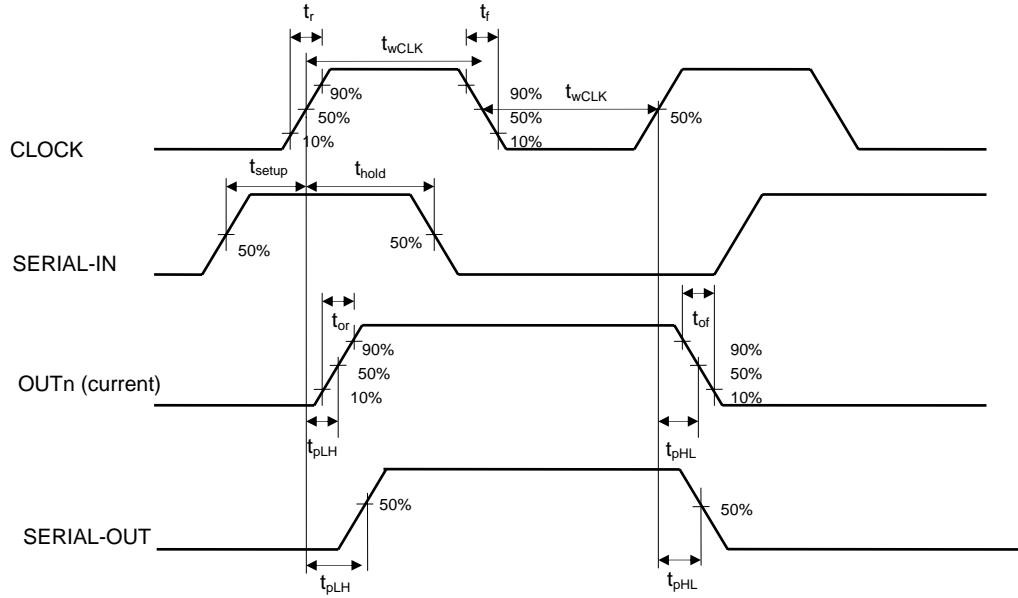 tr
tf
twCLK
90%
50%
10%
90%
50%
10%
twCLK
50%
CLOCK
tsetup
thold
50%
50%
SERIAL-IN
tor
tof
90%
50%
10%
90%
50%
10%
OUTn (current)
tpLH
tpHL
50%
50%
SERIAL-OUT
tpLH
tpHL